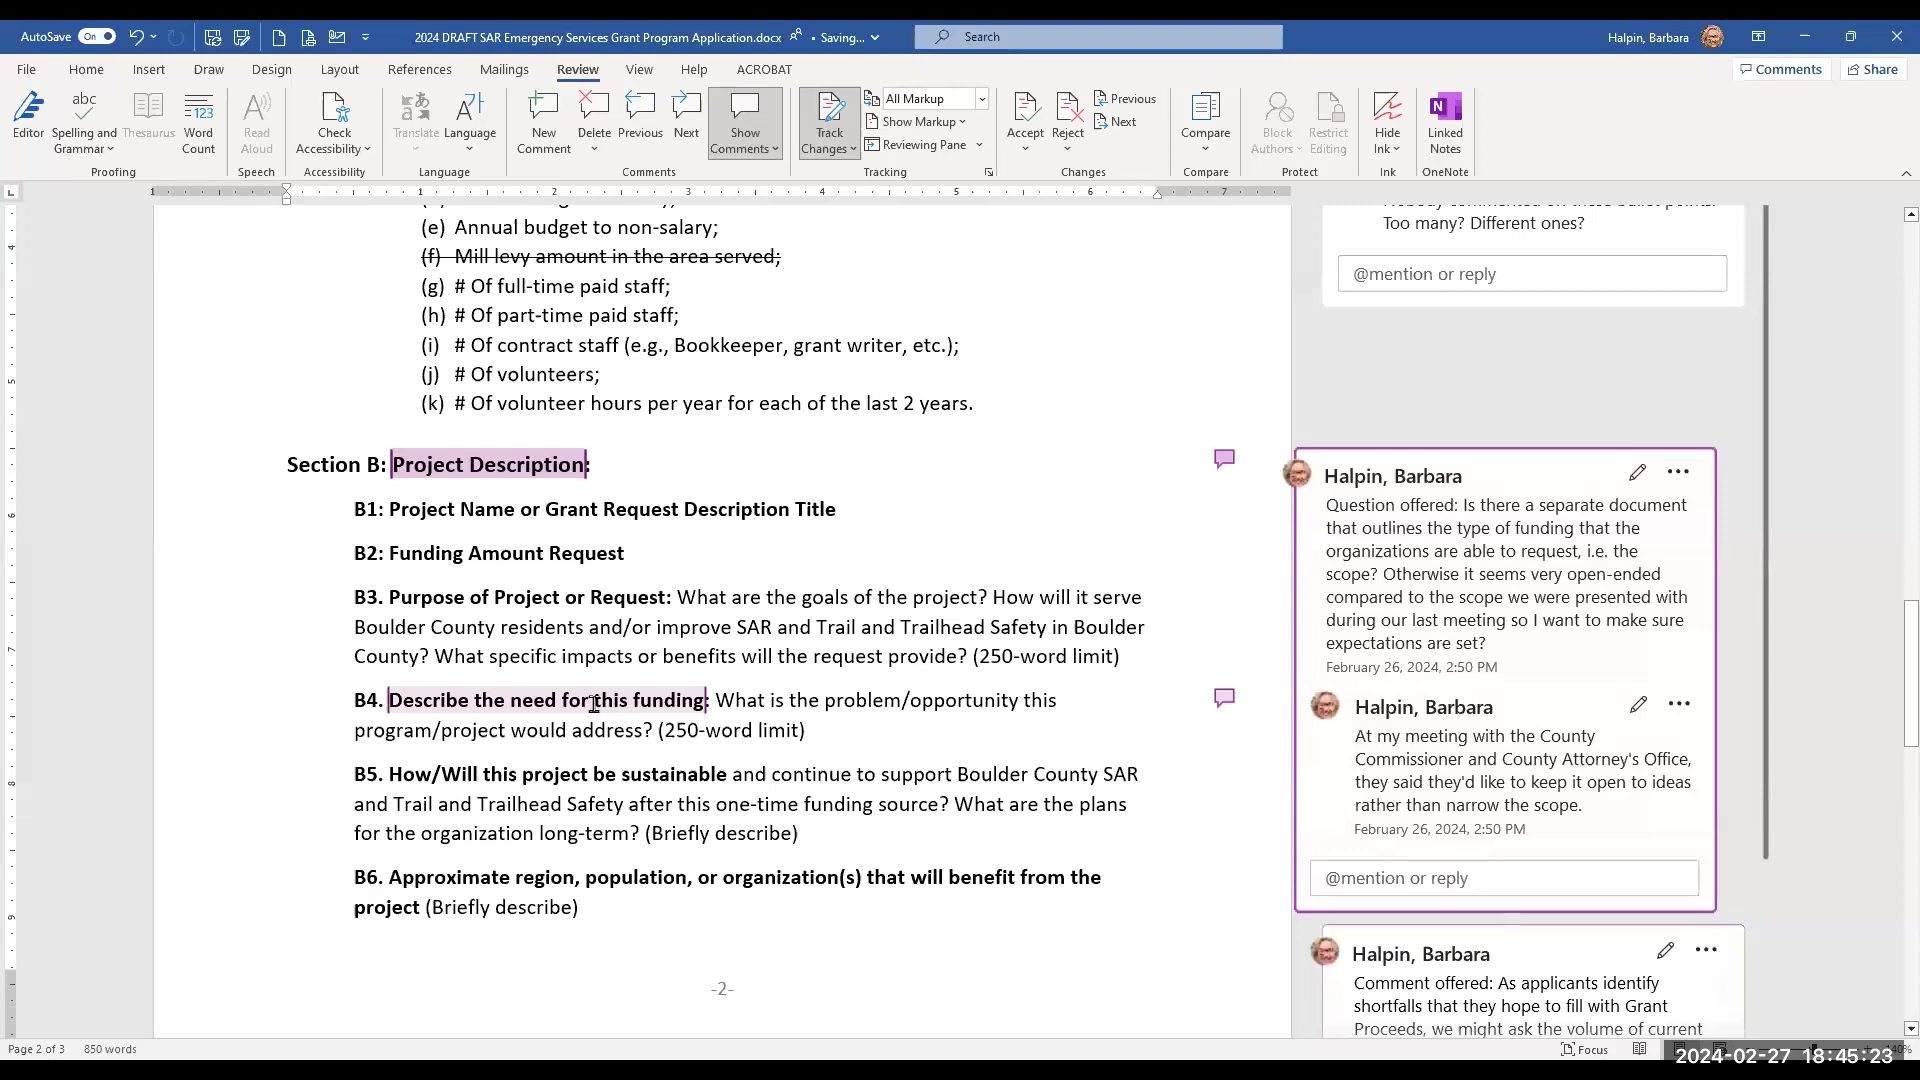 AutoSave On 2024 DRAFT SAR Emergency Services Grant Program Application.docx • Saving... Search Halpin, Barbara
File Home Insert Draw Design Layout References Mailings Review View Help ACROBAT Comments Share
Editor
Spelling and Grammar
Thesaurus
Word Count
Proofing
Read Aloud
Speech
Check Accessibility
Accessibility
Translate
Language
Language
New Comment
Delete
Previous
Next
Show Comments
Comments
Track Changes
All Markup
Show Markup
Reviewing Pane
Tracking
Accept
Reject
Previous
Next
Changes
Compare
Compare
Block Authors
Restrict Editing
Protect
Hide Ink
Ink
Linked Notes
OneNote
1 1 2 3 4 5 6 7
(e) Annual budget to non-salary;
(f) Mill levy amount in the area served;
(g) # Of full-time paid staff;
(h) # Of part-time paid staff;
(i) # Of contract staff (e.g., Bookkeeper, grant writer, etc.);
(j) # Of volunteers;
(k) # Of volunteer hours per year for each of the last 2 years.
Section B: Project Description:
B1: Project Name or Grant Request Description Title
B2: Funding Amount Request
B3. Purpose of Project or Request: What are the goals of the project? How will it serve
Boulder County residents and/or improve SAR and Trail and Trailhead Safety in Boulder
County? What specific impacts or benefits will the request provide? (250-word limit)
B4. Describe the need for this funding: What is the problem/opportunity this
program/project would address? (250-word limit)
B5. How/Will this project be sustainable and continue to support Boulder County SAR
and Trail and Trailhead Safety after this one-time funding source? What are the plans
for the organization long-term? (Briefly describe)
B6. Approximate region, population, or organization(s) that will benefit from the
project (Briefly describe)
-2-
Nobody commented on these bullet points.
Too many? Different ones?
@mention or reply
Halpin, Barbara
Question offered: Is there a separate document
that outlines the type of funding that the
organizations are able to request, i.e. the
scope? Otherwise it seems very open-ended
compared to the scope we were presented with
during our last meeting so I want to make sure
expectations are set?
February 26, 2024, 2:50 PM
Halpin, Barbara
At my meeting with the County
Commissioner and County Attorney's Office,
they said they'd like to keep it open to ideas
rather than narrow the scope.
February 26, 2024, 2:50 PM
@mention or reply
Halpin, Barbara
Comment offered: As applicants identify
shortfalls that they hope to fill with Grant
Proceeds, we might ask the volume of current
Page 2 of 3 850 words Focus
2024-02-27 18:45:23